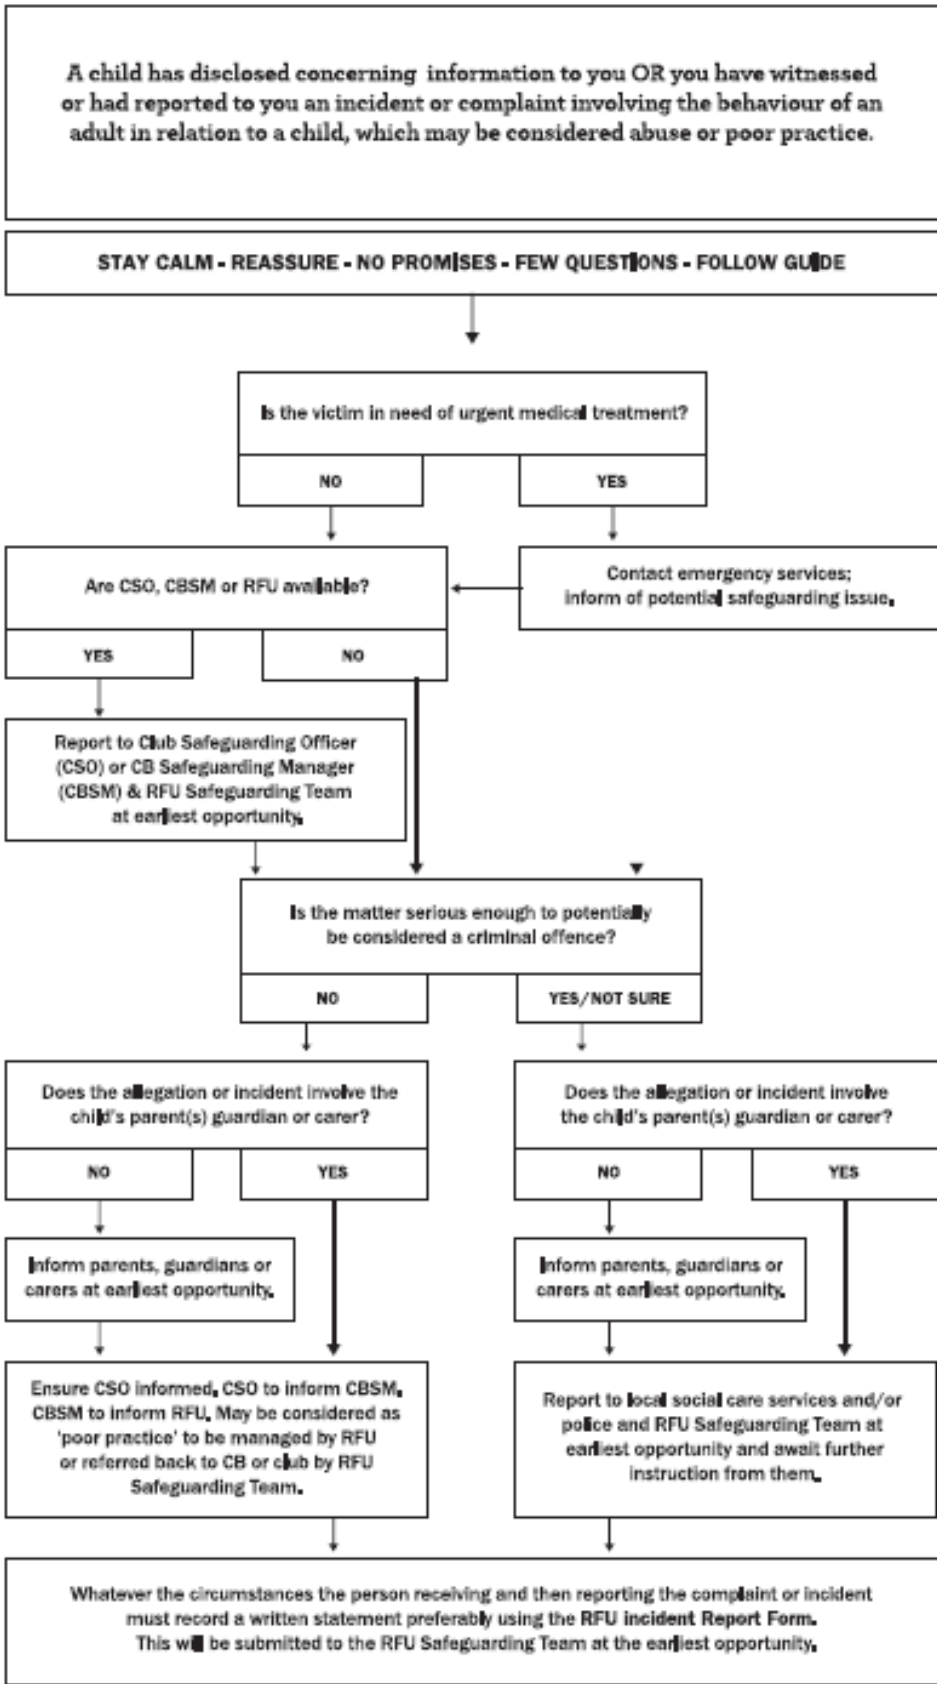 A child has disclosed concerning information to you OR you have witnessed
or had reported to you an incident or complaint involving the behaviour of an
adult in relation to a child, which may be considered abuse or poor practice.
STAY CALM - REASSURE - NO PROMISES - FEW QUESTIONS - FOLLOW GUIDE
Is the victim in need of urgent medical treatment?
NO
YES
Are CSO, CBSM or RFU available?
Contact emergency services;
inform of potential safeguarding issue.
YES
NO
Report to Club Safeguarding Officer
(CSO) or CB Safeguarding Manager
(CBSM) & RFU Safeguarding Team
at earliest opportunity.
Is the matter serious enough to potentially
be considered a criminal offence?
NO
YES/NOT SURE
Does the allegation or incident involve the
child's parent(s) guardian or carer?
NO
YES
Does the allegation or incident involve
the child's parent(s) guardian or carer?
NO
YES
Inform parents, guardians or
carers at earliest opportunity.
Inform parents, guardians or
carers at earliest opportunity.
Ensure CSO informed. CSO to inform CBSM.
CBSM to inform RFU. May be considered as
'poor practice' to be managed by RFU
or referred back to CB or club by RFU
Safeguarding Team.
Report to local social care services and/or
police and RFU Safeguarding Team at
earliest opportunity and await further
instruction from them.
Whatever the circumstances the person receiving and then reporting the complaint or incident
must record a written statement preferably using the RFU incident Report Form.
This will be submitted to the RFU Safeguarding Team at the earliest opportunity.